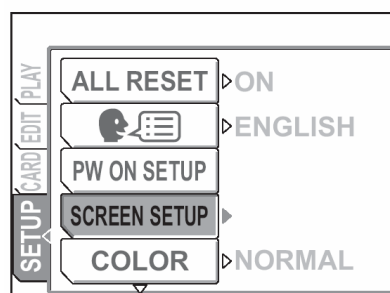 PLAY
EDIT
CARD
SETUP
ALL RESET ON
ENGLISH
PW ON SETUP
SCREEN SETUP
COLOR NORMAL